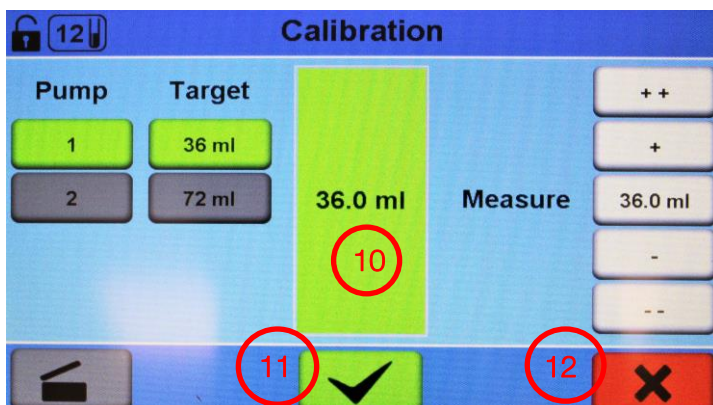 12
Calibration
Pump Target
1 36 ml
2 72 ml
36.0 ml
Measure
+ +
+
36.0 ml
-
- -
10
11
12